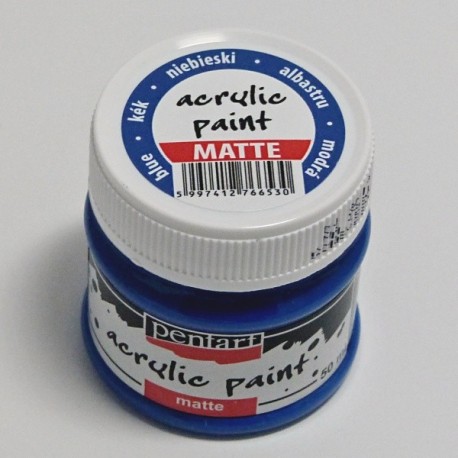 blue • kék • niebieski • albastru • modrá
acrylic
paint
MATTE
5 997412 766530
pentart
acrylic paint
matte
50 ml